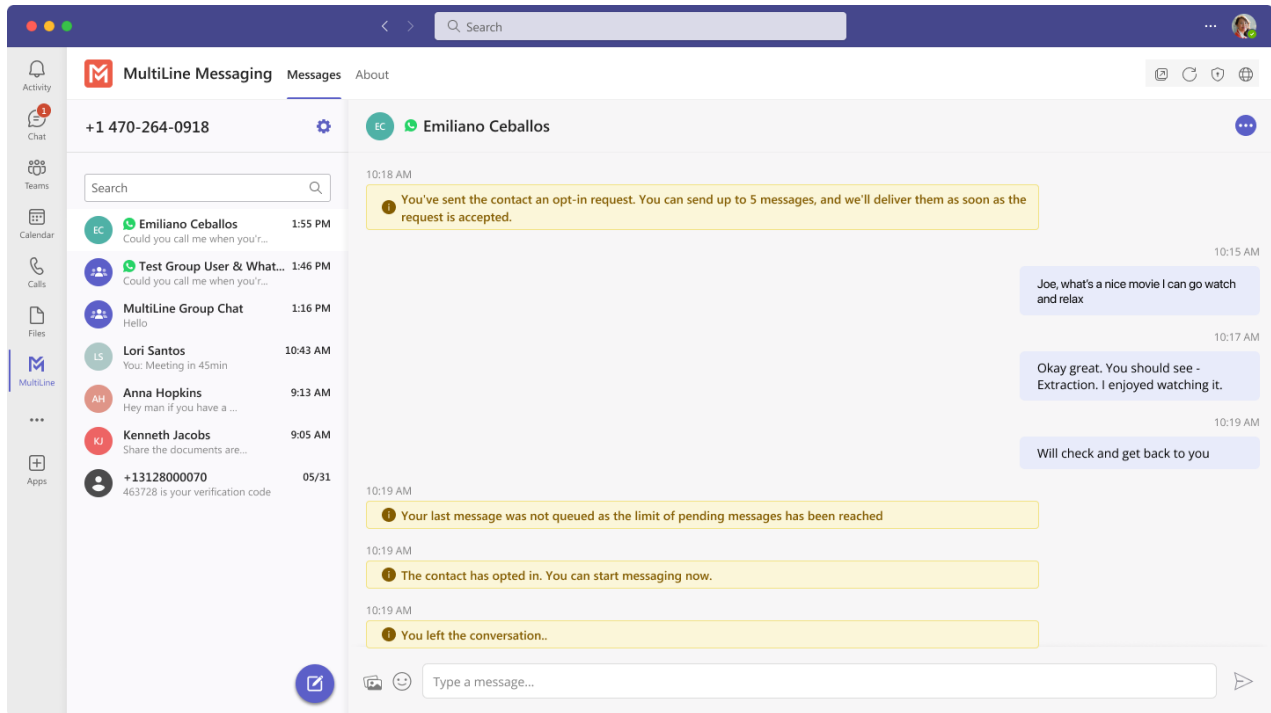 Search
Activity
Chat
1
Teams
Calendar
Calls
Files
MultiLine
Apps
MultiLine Messaging
Messages
About
+1 470-264-0918
Search
EC
Emiliano Ceballos
1:55 PM
Could you call me when you'r...
Test Group User & What...
1:46 PM
Could you call me when you'r...
MultiLine Group Chat
1:16 PM
Hello
LS
Lori Santos
10:43 AM
You: Meeting in 45min
AH
Anna Hopkins
9:13 AM
Hey man if you have a ...
KJ
Kenneth Jacobs
9:05 AM
Share the documents are...
+13128000070
05/31
463728 is your verification code
EC
Emiliano Ceballos
10:18 AM
You've sent the contact an opt-in request. You can send up to 5 messages, and we'll deliver them as soon as the
request is accepted.
10:15 AM
Joe, what's a nice movie I can go watch
and relax
10:17 AM
Okay great. You should see -
Extraction. I enjoyed watching it.
10:19 AM
Will check and get back to you
10:19 AM
Your last message was not queued as the limit of pending messages has been reached
10:19 AM
The contact has opted in. You can start messaging now.
10:19 AM
You left the conversation..
Type a message...